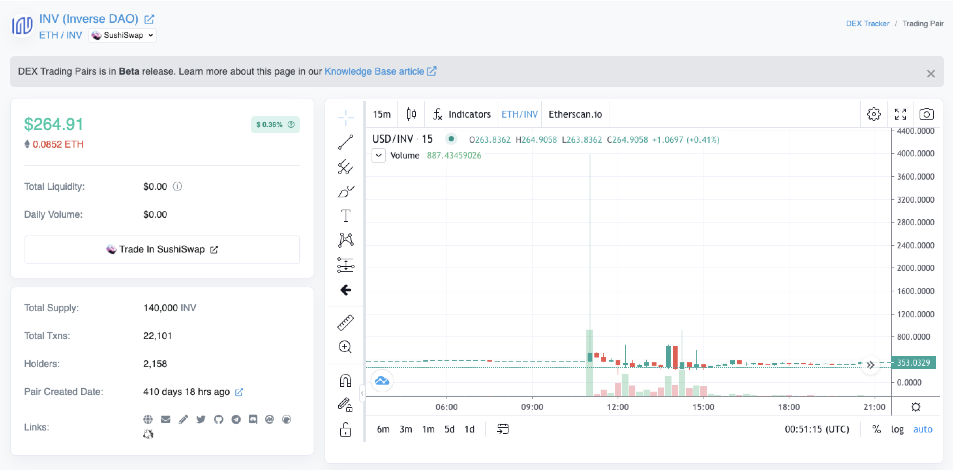 INV (Inverse DAO)
ETH / INV SushiSwap
DEX Tracker / Trading Pair
DEX Trading Pairs is in Beta release. Learn more about this page in our Knowledge Base article
$264.91
$ 0.36%
0.0852 ETH
Total Liquidity: $0.00
Daily Volume: $0.00
Trade In SushiSwap
Total Supply: 140,000 INV
Total Txns: 22,101
Holders: 2,158
Pair Created Date: 410 days 18 hrs ago
Links:
15m Indicators ETH/INV Etherscan.io
USD/INV · 15 O263.8362 H264.9058 L263.8362 C264.9058 +1.0697 (+0.41%)
Volume 887.43459026
4400.0000
4000.0000
3600.0000
3200.0000
2800.0000
2400.0000
2000.0000
1600.0000
1200.0000
800.0000
353.0329
0.0000
06:00 09:00 12:00 15:00 18:00 21:00
6m 3m 1m 5d 1d 00:51:15 (UTC) % log auto